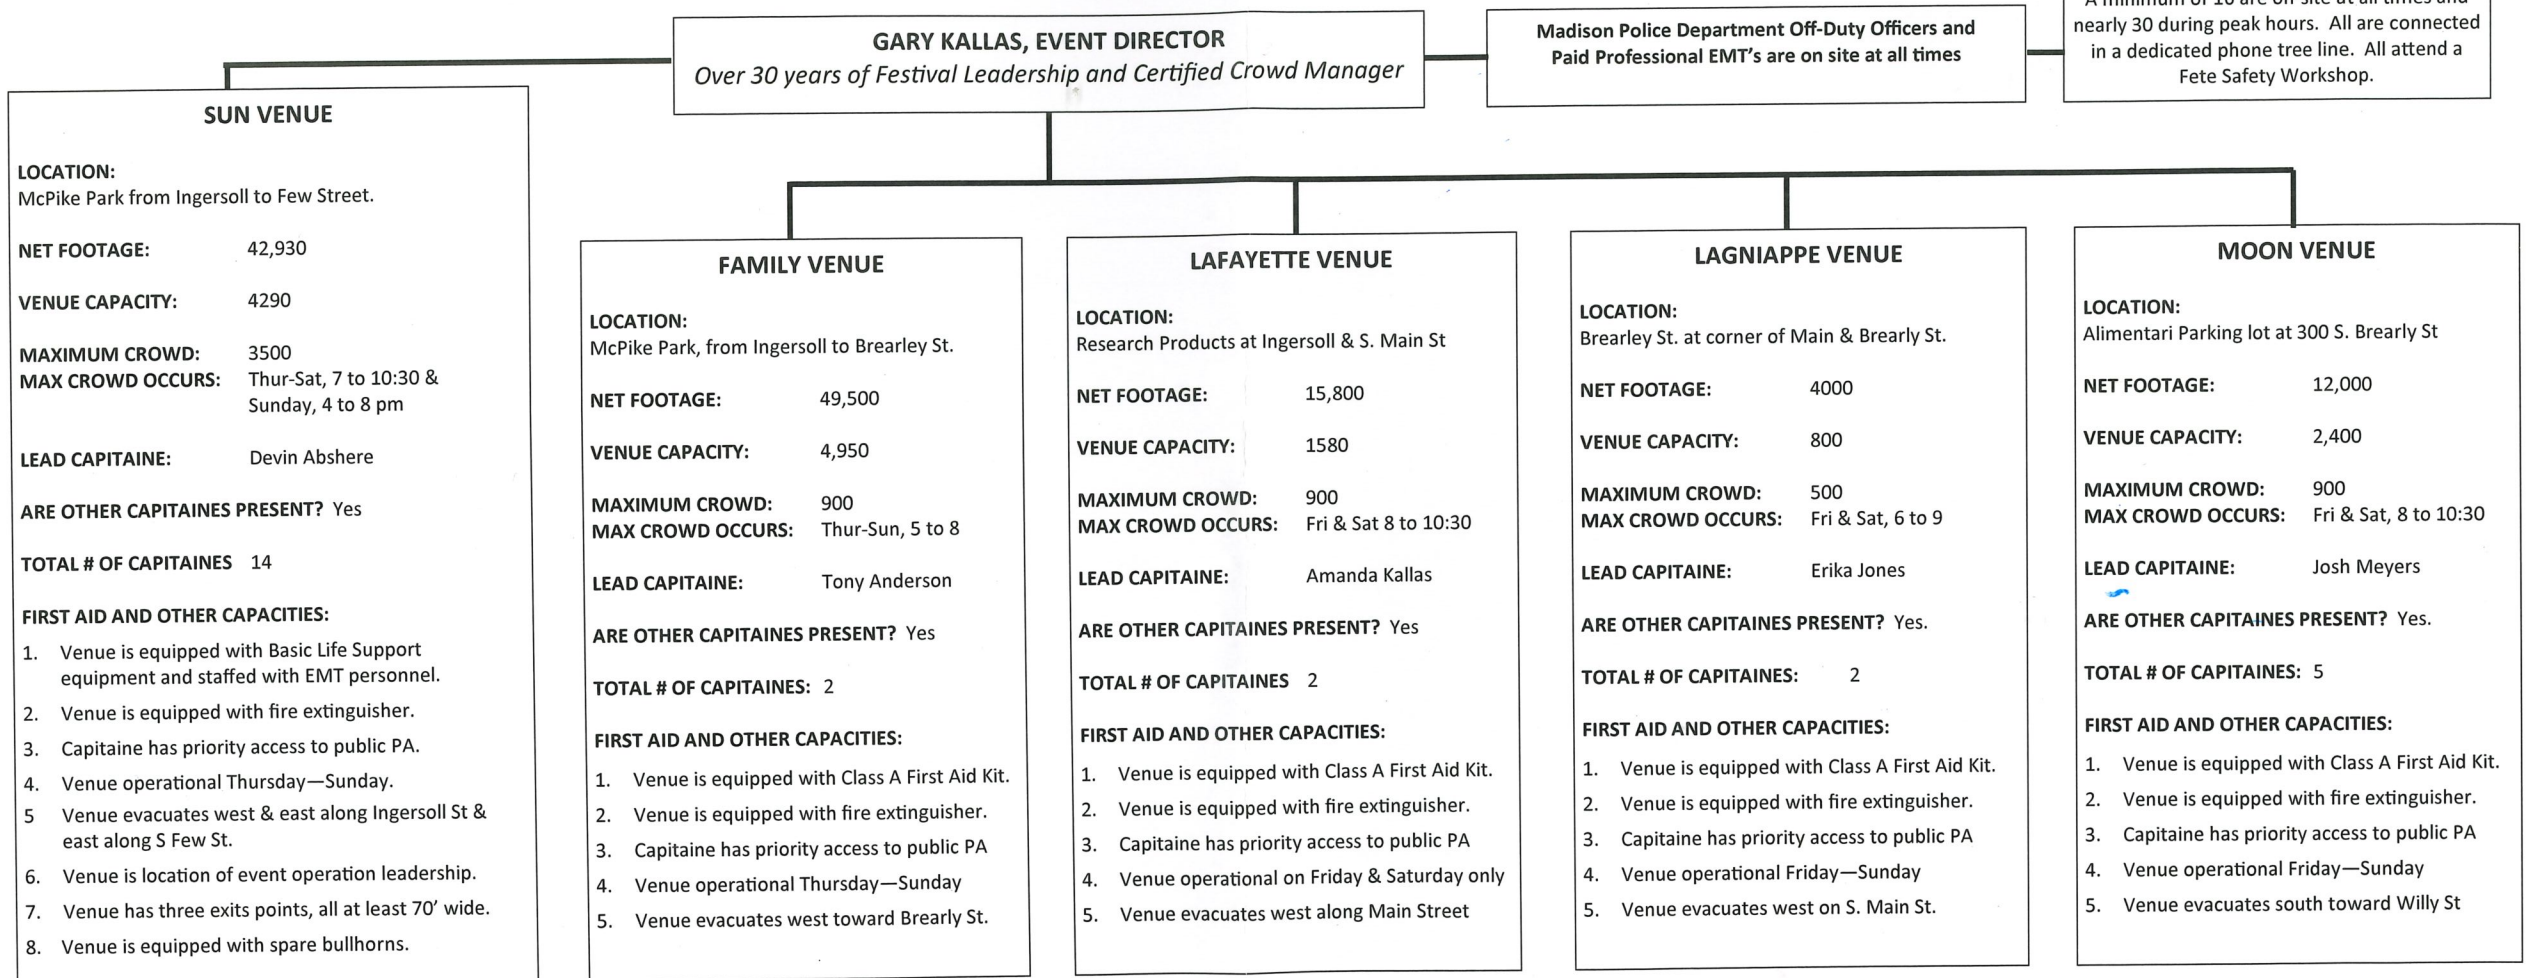 GARY KALLAS, EVENT DIRECTOR
Over 30 years of Festival Leadership and Certified Crowd Manager
Madison Police Department Off-Duty Officers and
Paid Professional EMT's are on site at all times
A minimum of 10 are on site at all times and
nearly 30 during peak hours. All are connected
in a dedicated phone tree line. All attend a
Fete Safety Workshop.
SUN VENUE
LOCATION:
McPike Park from Ingersoll to Few Street.
NET FOOTAGE: 42,930
VENUE CAPACITY: 4290
MAXIMUM CROWD: 3500
MAX CROWD OCCURS: Thur-Sat, 7 to 10:30 &
Sunday, 4 to 8 pm
LEAD CAPITAINE: Devin Abshere
ARE OTHER CAPITAINES PRESENT? Yes
TOTAL # OF CAPITAINES 14
FIRST AID AND OTHER CAPACITIES:
1. Venue is equipped with Basic Life Support
equipment and staffed with EMT personnel.
2. Venue is equipped with fire extinguisher.
3. Capitaine has priority access to public PA.
4. Venue operational Thursday—Sunday.
5 Venue evacuates west & east along Ingersoll St &
east along S Few St.
6. Venue is location of event operation leadership.
7. Venue has three exits points, all at least 70' wide.
8. Venue is equipped with spare bullhorns.
FAMILY VENUE
LOCATION:
McPike Park, from Ingersoll to Brearley St.
NET FOOTAGE: 49,500
VENUE CAPACITY: 4,950
MAXIMUM CROWD: 900
MAX CROWD OCCURS: Thur-Sun, 5 to 8
LEAD CAPITAINE: Tony Anderson
ARE OTHER CAPITAINES PRESENT? Yes
TOTAL # OF CAPITAINES: 2
FIRST AID AND OTHER CAPACITIES:
1. Venue is equipped with Class A First Aid Kit.
2. Venue is equipped with fire extinguisher.
3. Capitaine has priority access to public PA
4. Venue operational Thursday—Sunday
5. Venue evacuates west toward Brearly St.
LAFAYETTE VENUE
LOCATION:
Research Products at Ingersoll & S. Main St
NET FOOTAGE: 15,800
VENUE CAPACITY: 1580
MAXIMUM CROWD: 900
MAX CROWD OCCURS: Fri & Sat 8 to 10:30
LEAD CAPITAINE: Amanda Kallas
ARE OTHER CAPITAINES PRESENT? Yes
TOTAL # OF CAPITAINES 2
FIRST AID AND OTHER CAPACITIES:
1. Venue is equipped with Class A First Aid Kit.
2. Venue is equipped with fire extinguisher.
3. Capitaine has priority access to public PA
4. Venue operational on Friday & Saturday only
5. Venue evacuates west along Main Street
LAGNIAPPE VENUE
LOCATION:
Brearley St. at corner of Main & Brearly St.
NET FOOTAGE: 4000
VENUE CAPACITY: 800
MAXIMUM CROWD: 500
MAX CROWD OCCURS: Fri & Sat, 6 to 9
LEAD CAPITAINE: Erika Jones
ARE OTHER CAPITAINES PRESENT? Yes.
TOTAL # OF CAPITAINES: 2
FIRST AID AND OTHER CAPACITIES:
1. Venue is equipped with Class A First Aid Kit.
2. Venue is equipped with fire extinguisher.
3. Capitaine has priority access to public PA
4. Venue operational Friday—Sunday
5. Venue evacuates west on S. Main St.
MOON VENUE
LOCATION:
Alimentari Parking lot at 300 S. Brearly St
NET FOOTAGE: 12,000
VENUE CAPACITY: 2,400
MAXIMUM CROWD: 900
MAX CROWD OCCURS: Fri & Sat, 8 to 10:30
LEAD CAPITAINE: Josh Meyers
ARE OTHER CAPITAINES PRESENT? Yes.
TOTAL # OF CAPITAINES: 5
FIRST AID AND OTHER CAPACITIES:
1. Venue is equipped with Class A First Aid Kit.
2. Venue is equipped with fire extinguisher.
3. Capitaine has priority access to public PA
4. Venue operational Friday—Sunday
5. Venue evacuates south toward Willy St